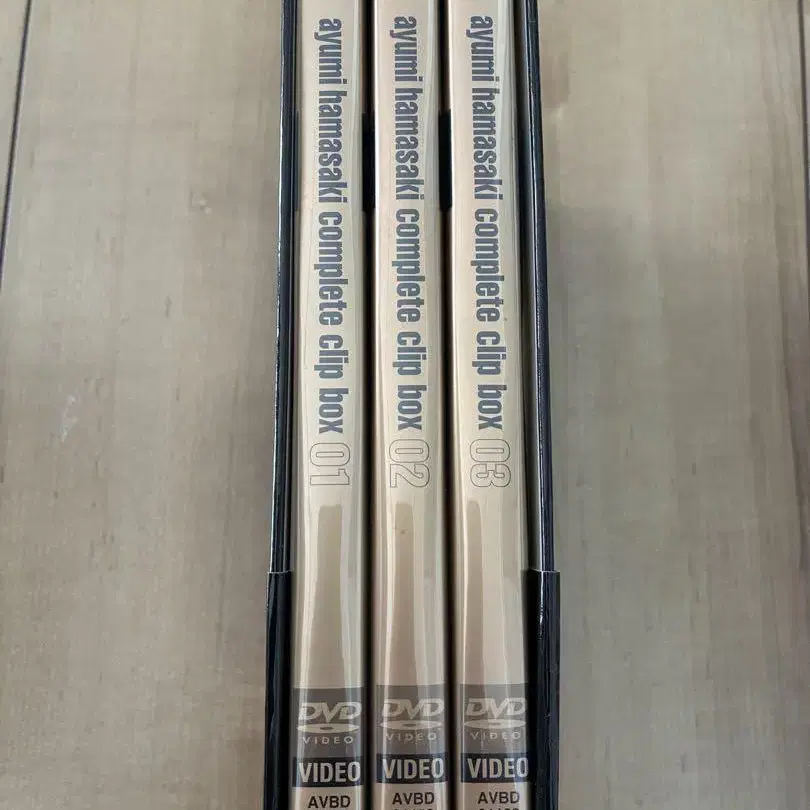 ayumi hamasaki complete clip box 01
DVD
VIDEO
VIDEO
AVBD
ayumi hamasaki complete clip box 02
DVD
VIDEO
VIDEO
AVBD
ayumi hamasaki complete clip box 03
DVD
VIDEO
VIDEO
AVBD